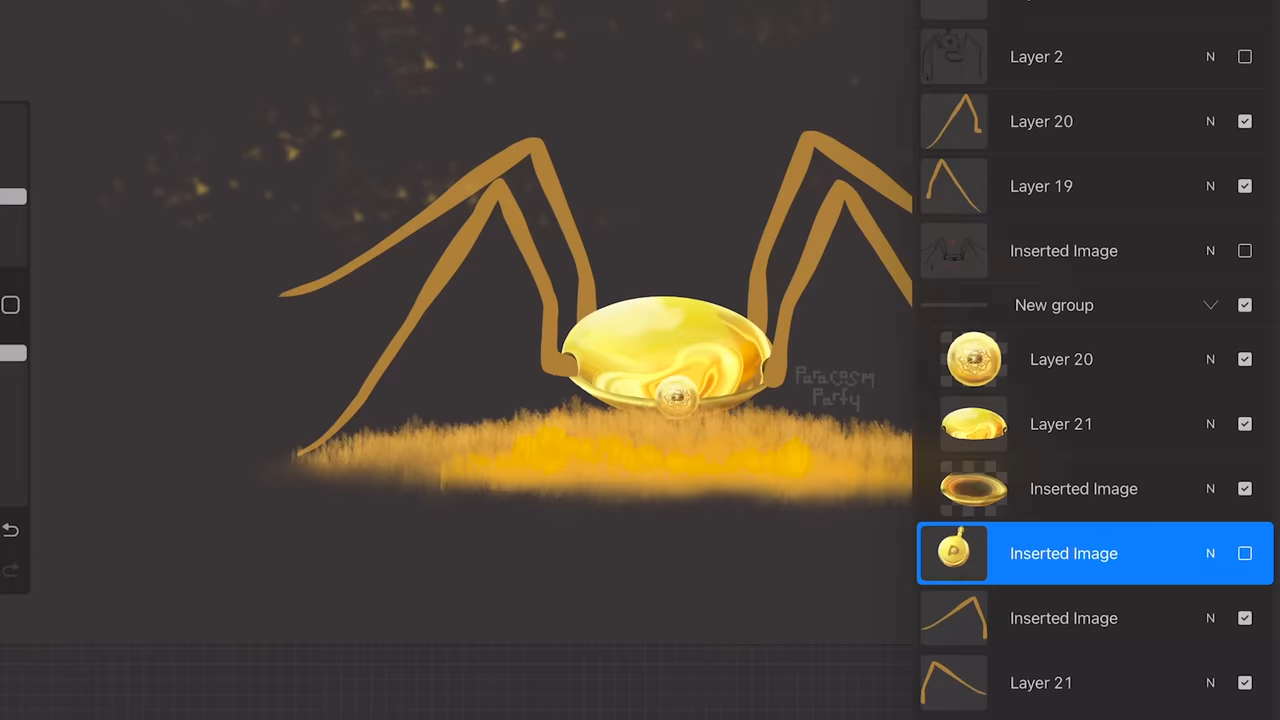 Layer 2 N
Layer 20 N
Layer 19 N
Inserted Image N
New group
Layer 20 N
Layer 21 N
Inserted Image N
Inserted Image N
Inserted Image N
Layer 21 N
Paracosm
Party
P